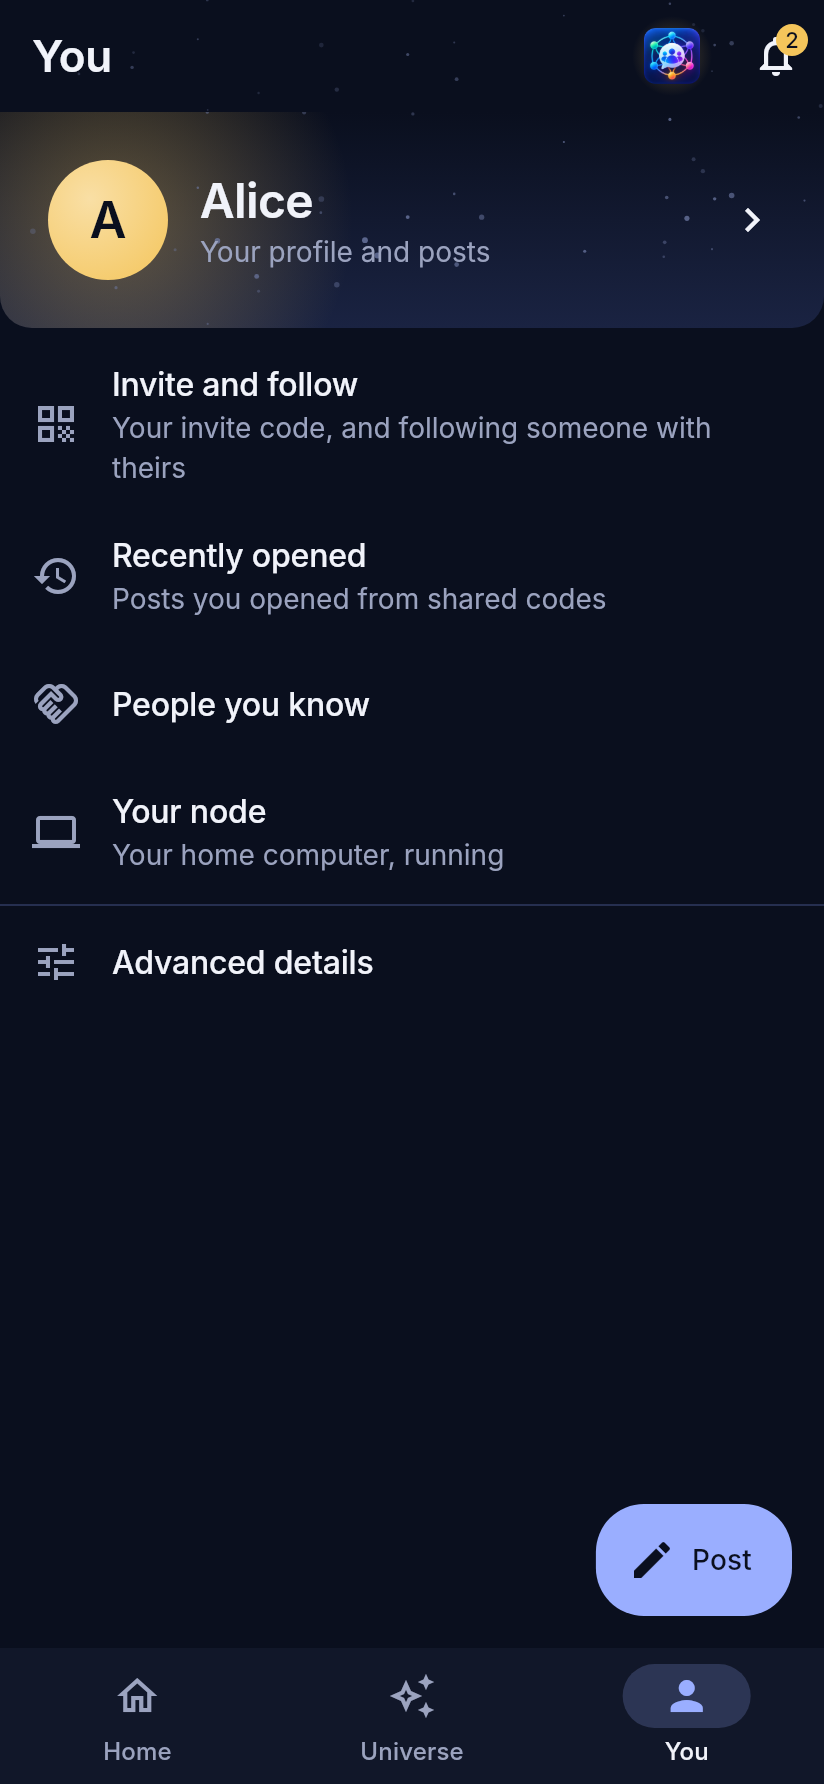 You
2
A
Alice
Your profile and posts
Invite and follow
Your invite code, and following someone with
theirs
Recently opened
Posts you opened from shared codes
People you know
Your node
Your home computer, running
Advanced details
Post
Home
Universe
You